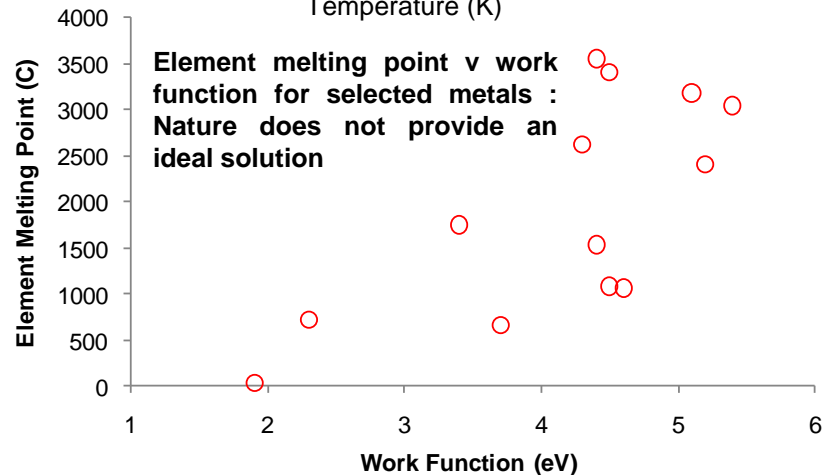 Temperature (K)
4000
3500
3000
2500
2000
1500
1000
500
0
Element Melting Point (C)
Element melting point v work
function for selected metals :
Nature does not provide an
ideal solution
1 2 3 4 5 6
Work Function (eV)